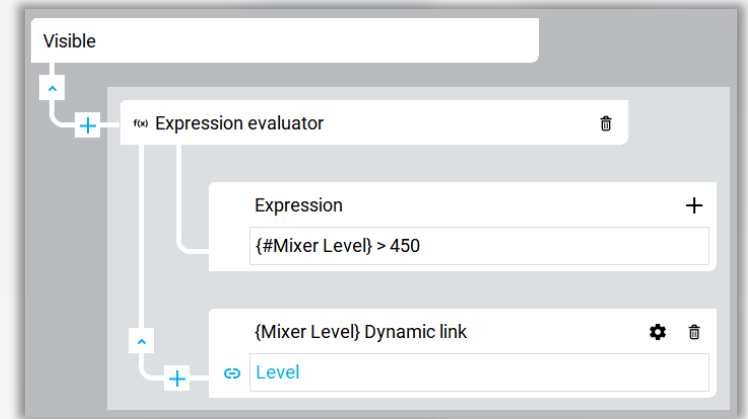 Visible
f(x) Expression evaluator
Expression
{#Mixer Level} > 450
{Mixer Level} Dynamic link
Level